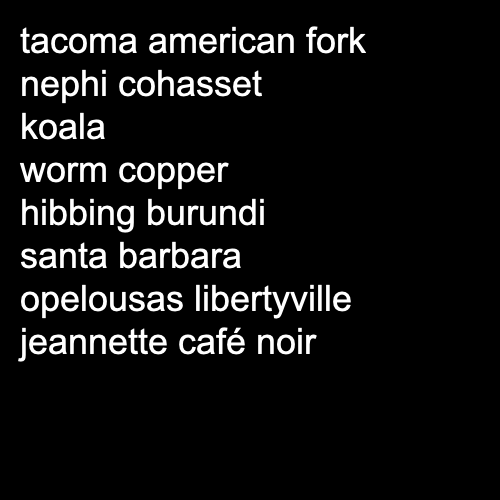 tacoma american fork
nephi cohasset
koala
worm copper
hibbing burundi
santa barbara
opelousas libertyville
jeannette café noir